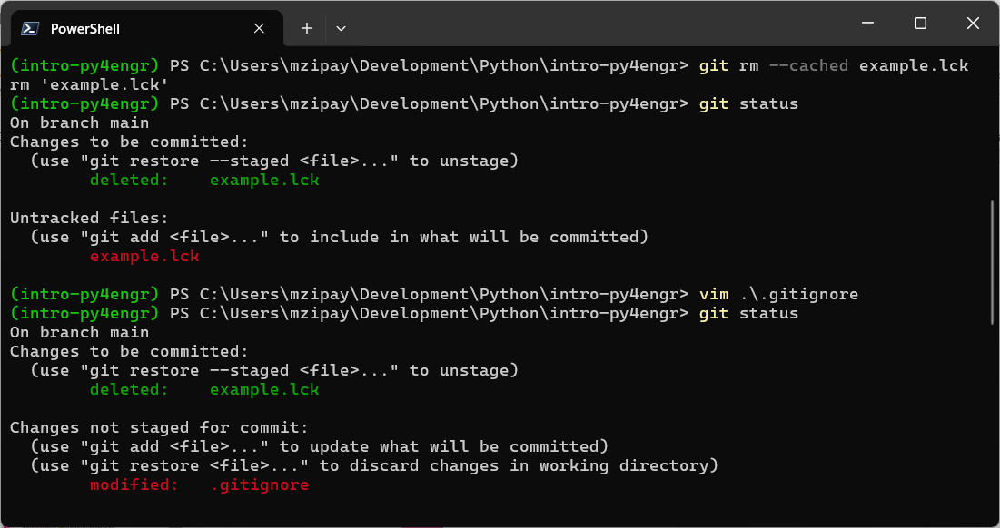 PowerShell
(intro-py4engr) PS C:\Users\mzipay\Development\Python\intro-py4engr> git rm --cached example.lck
rm 'example.lck'
(intro-py4engr) PS C:\Users\mzipay\Development\Python\intro-py4engr> git status
On branch main
Changes to be committed:
  (use "git restore --staged <file>..." to unstage)
        deleted:    example.lck

Untracked files:
  (use "git add <file>..." to include in what will be committed)
        example.lck

(intro-py4engr) PS C:\Users\mzipay\Development\Python\intro-py4engr> vim .\.gitignore
(intro-py4engr) PS C:\Users\mzipay\Development\Python\intro-py4engr> git status
On branch main
Changes to be committed:
  (use "git restore --staged <file>..." to unstage)
        deleted:    example.lck

Changes not staged for commit:
  (use "git add <file>..." to update what will be committed)
  (use "git restore <file>..." to discard changes in working directory)
        modified:   .gitignore